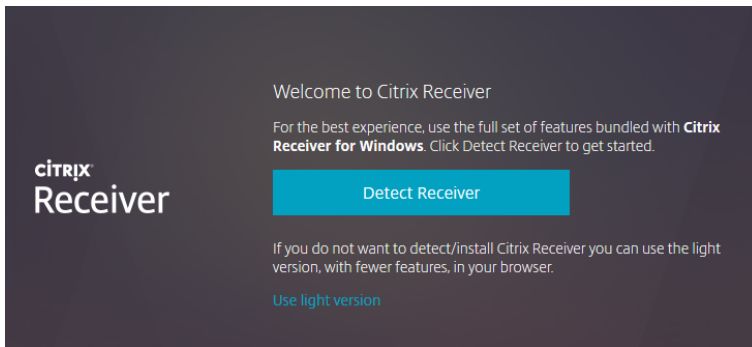 Welcome to Citrix Receiver
For the best experience, use the full set of features bundled with Citrix
Receiver for Windows. Click Detect Receiver to get started.
CİTRIX
Receiver
Detect Receiver
If you do not want to detect/install Citrix Receiver you can use the light
version, with fewer features, in your browser.
Use light version